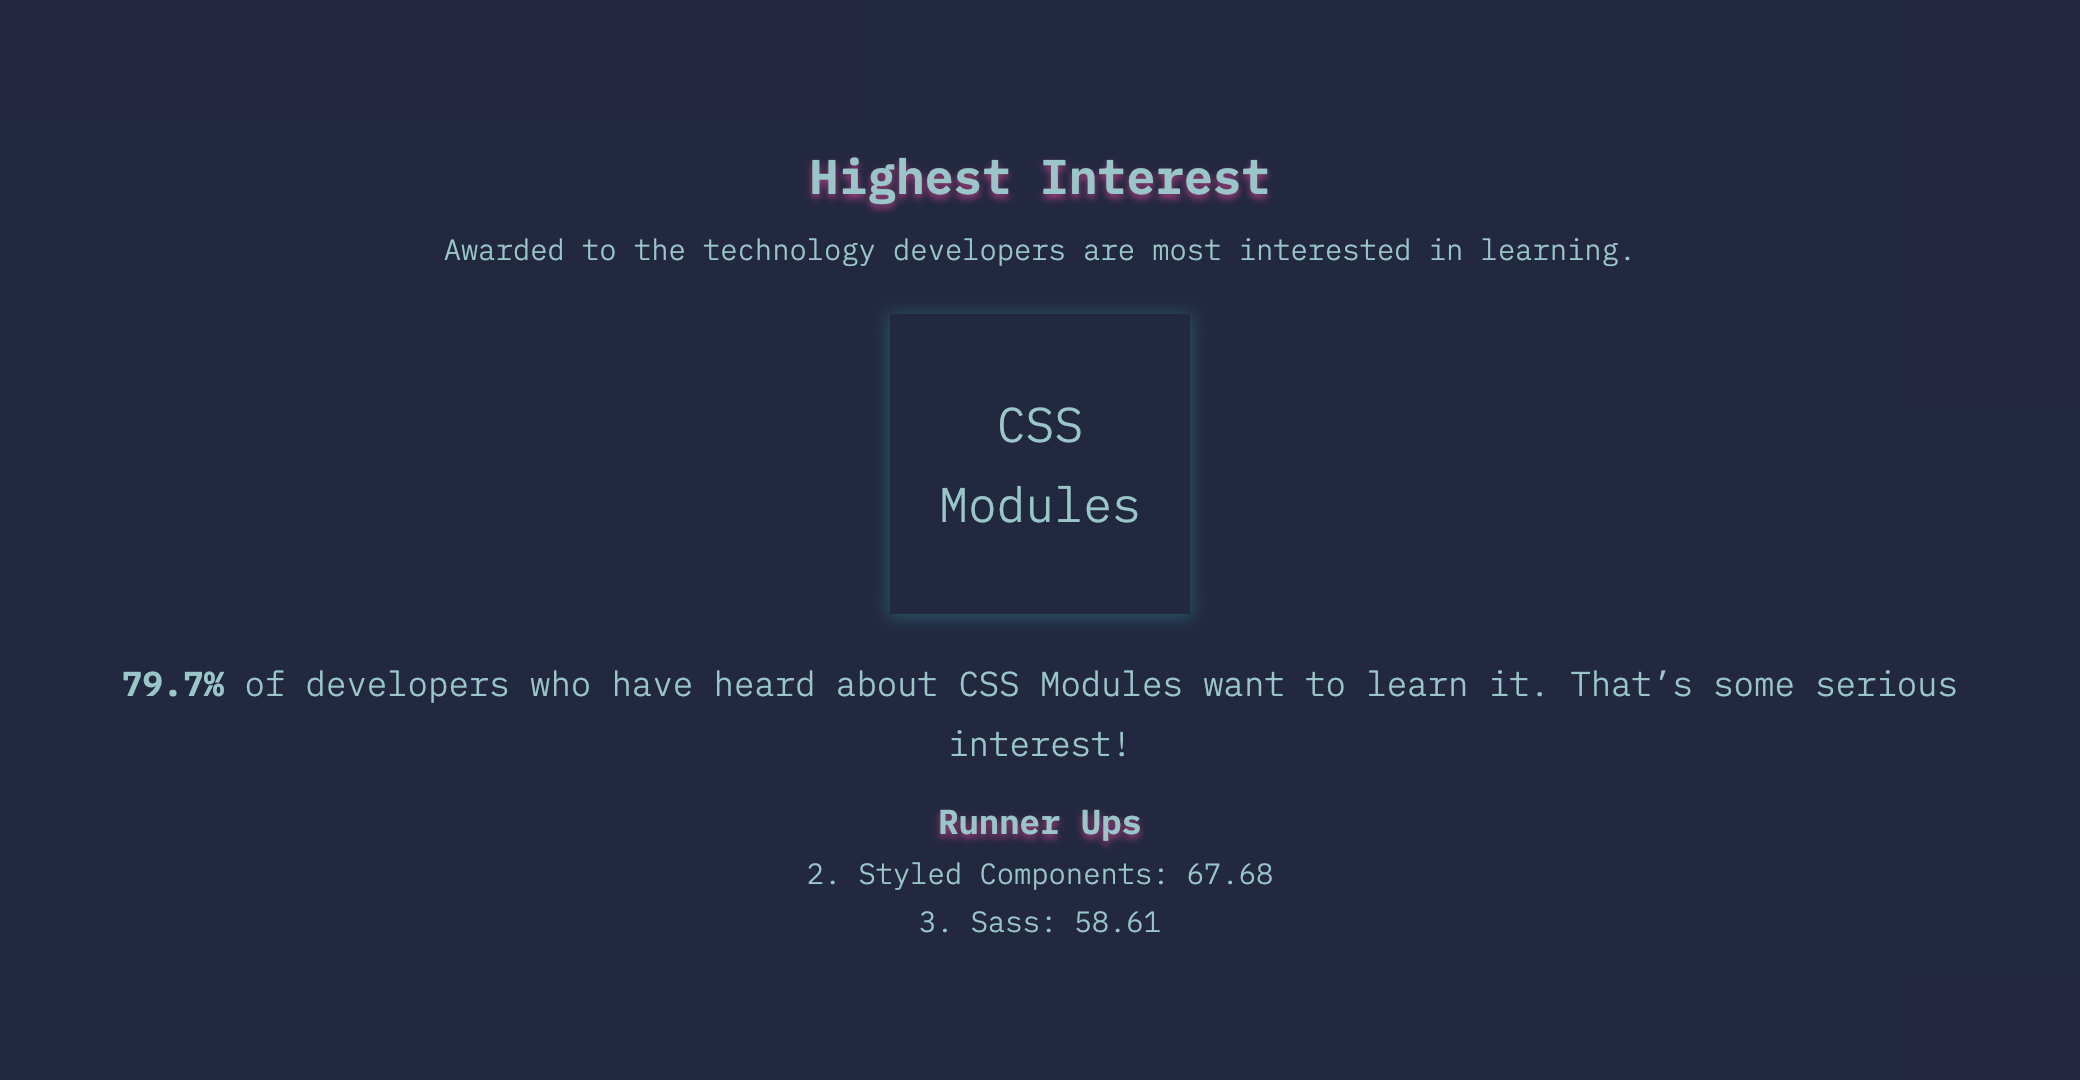 Highest Interest
Awarded to the technology developers are most interested in learning.
CSS
Modules
79.7% of developers who have heard about CSS Modules want to learn it. That’s some serious
interest!
Runner Ups
2. Styled Components: 67.68
3. Sass: 58.61